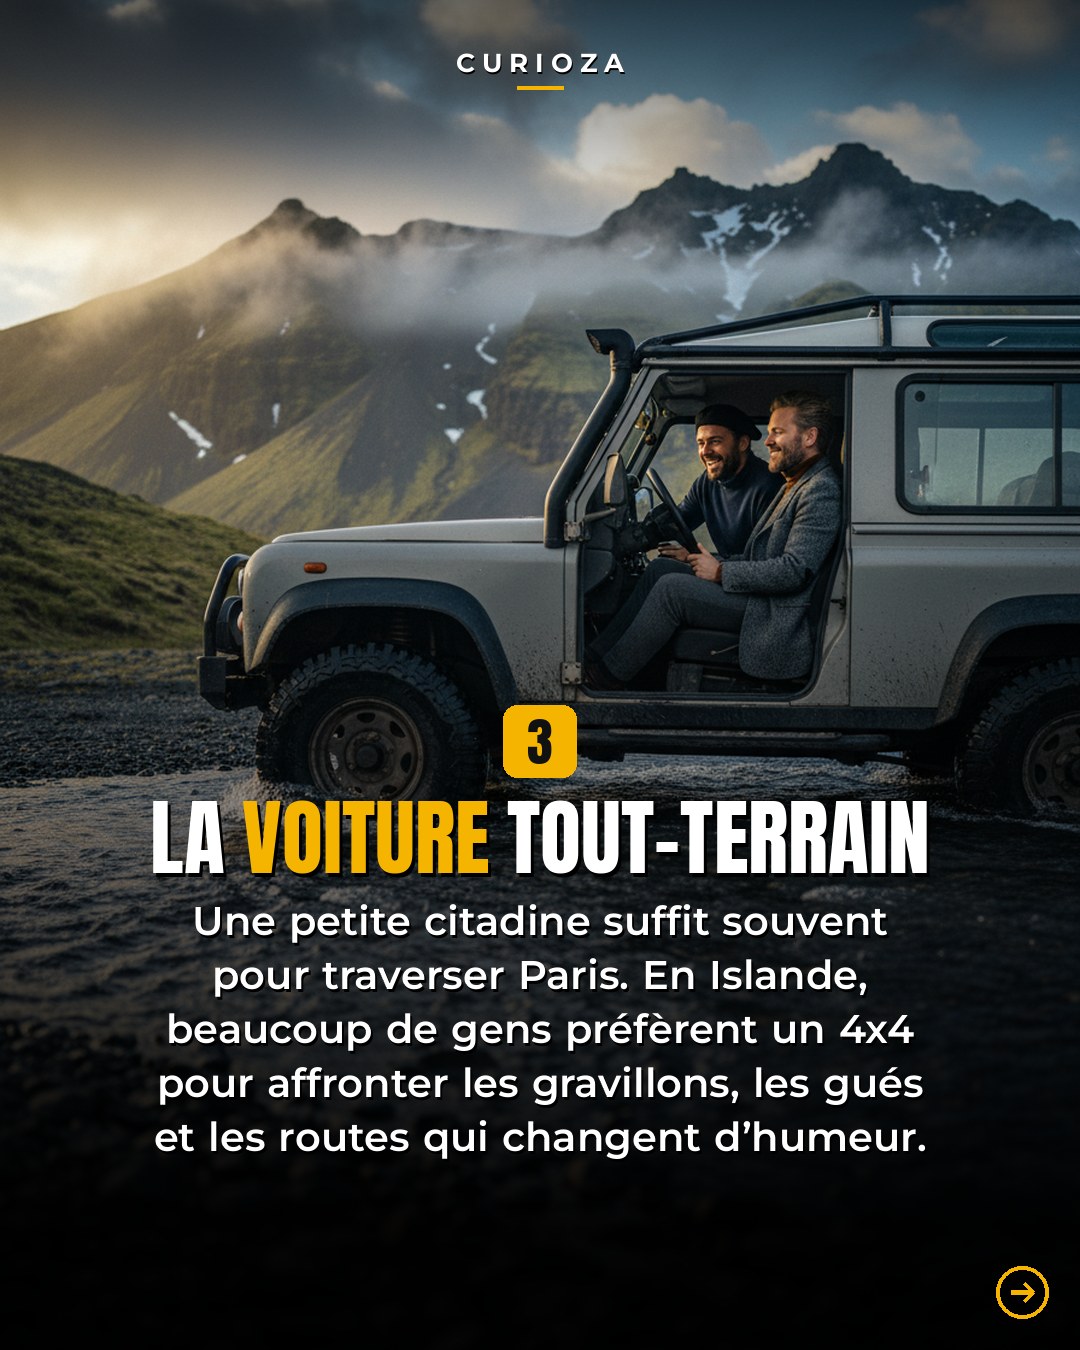 CURIOZA
3
LA VOITURE TOUT-TERRAIN
Une petite citadine suffit souvent
pour traverser Paris. En Islande,
beaucoup de gens préfèrent un 4x4
pour affronter les gravillons, les gués
et les routes qui changent d’humeur.